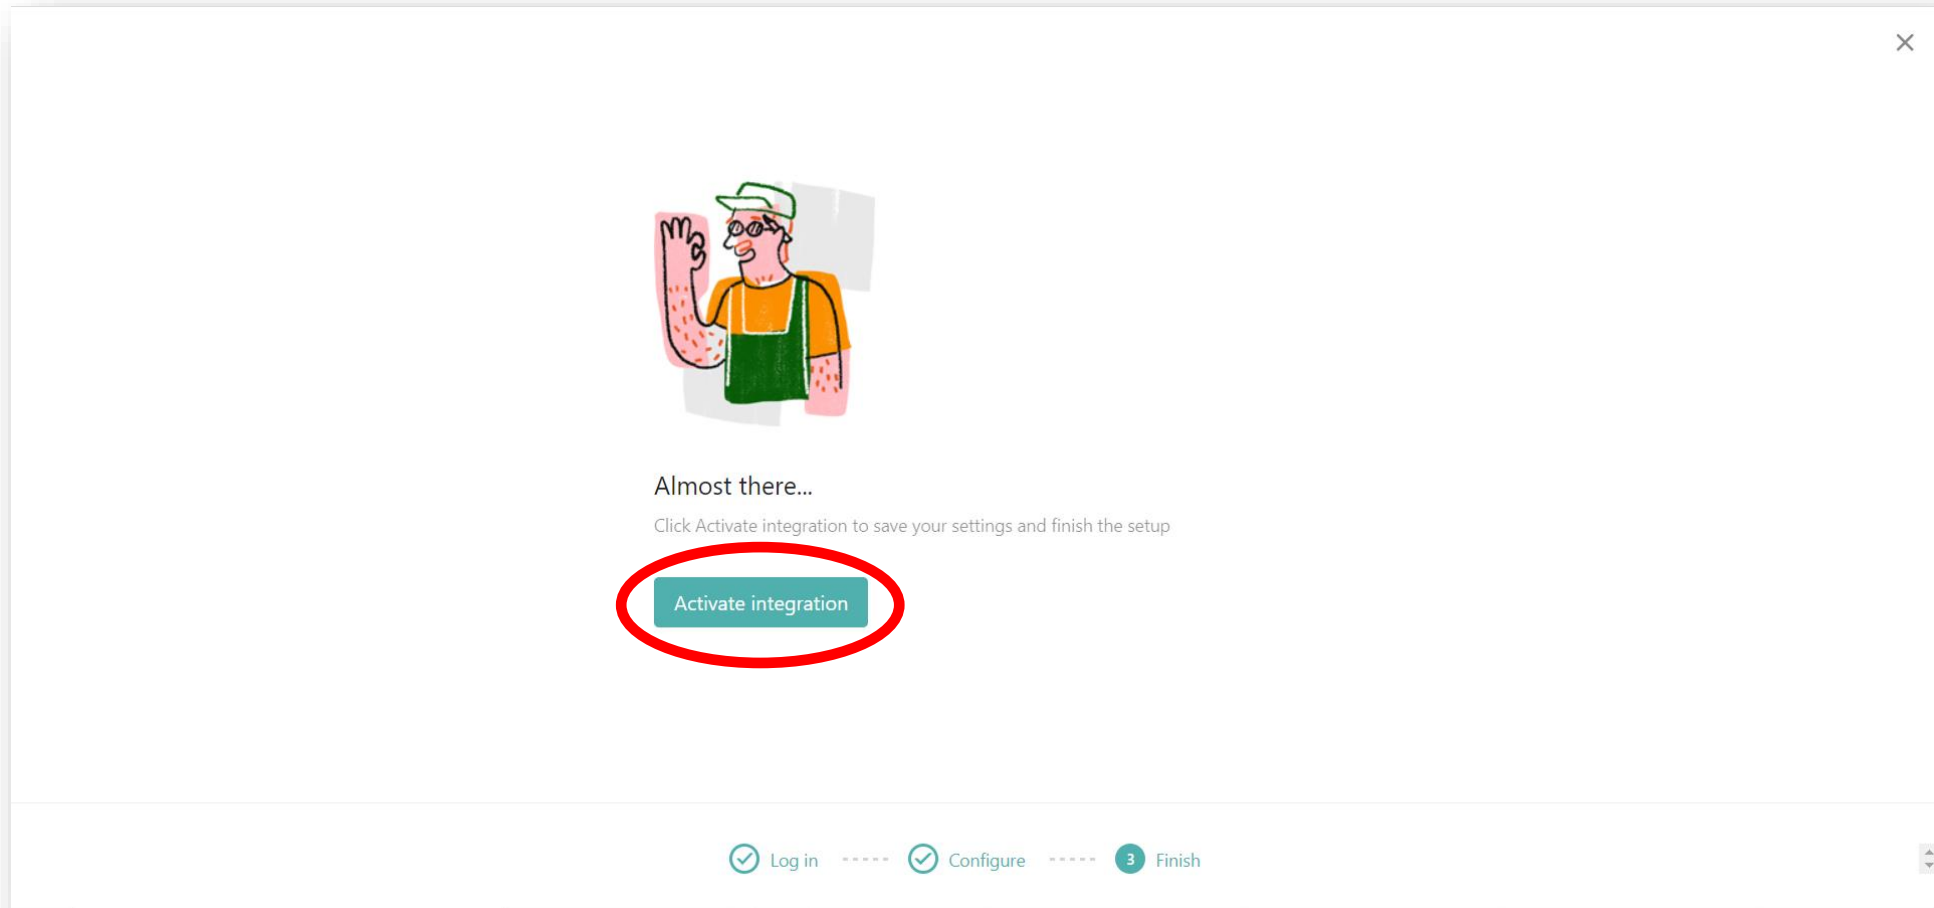 Almost there...
Click Activate integration to save your settings and finish the setup
Activate integration
Log in
Configure
3
Finish